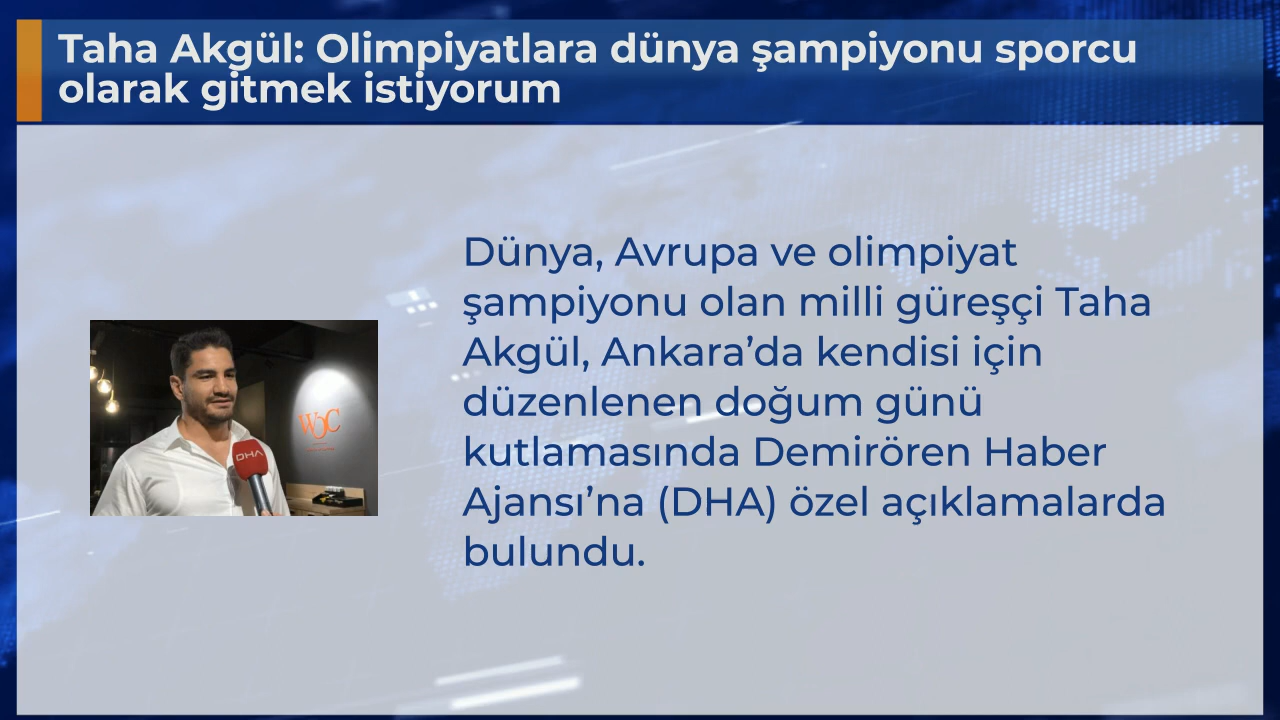 Taha Akgül: Olimpiyatlara dünya şampiyonu sporcu
olarak gitmek istiyorum
Dünya, Avrupa ve olimpiyat
şampiyonu olan milli güreşçi Taha
Akgül, Ankara’da kendisi için
düzenlenen doğum günü
kutlamasında Demirören Haber
Ajansı’na (DHA) özel açıklamalarda
bulundu.
DHA